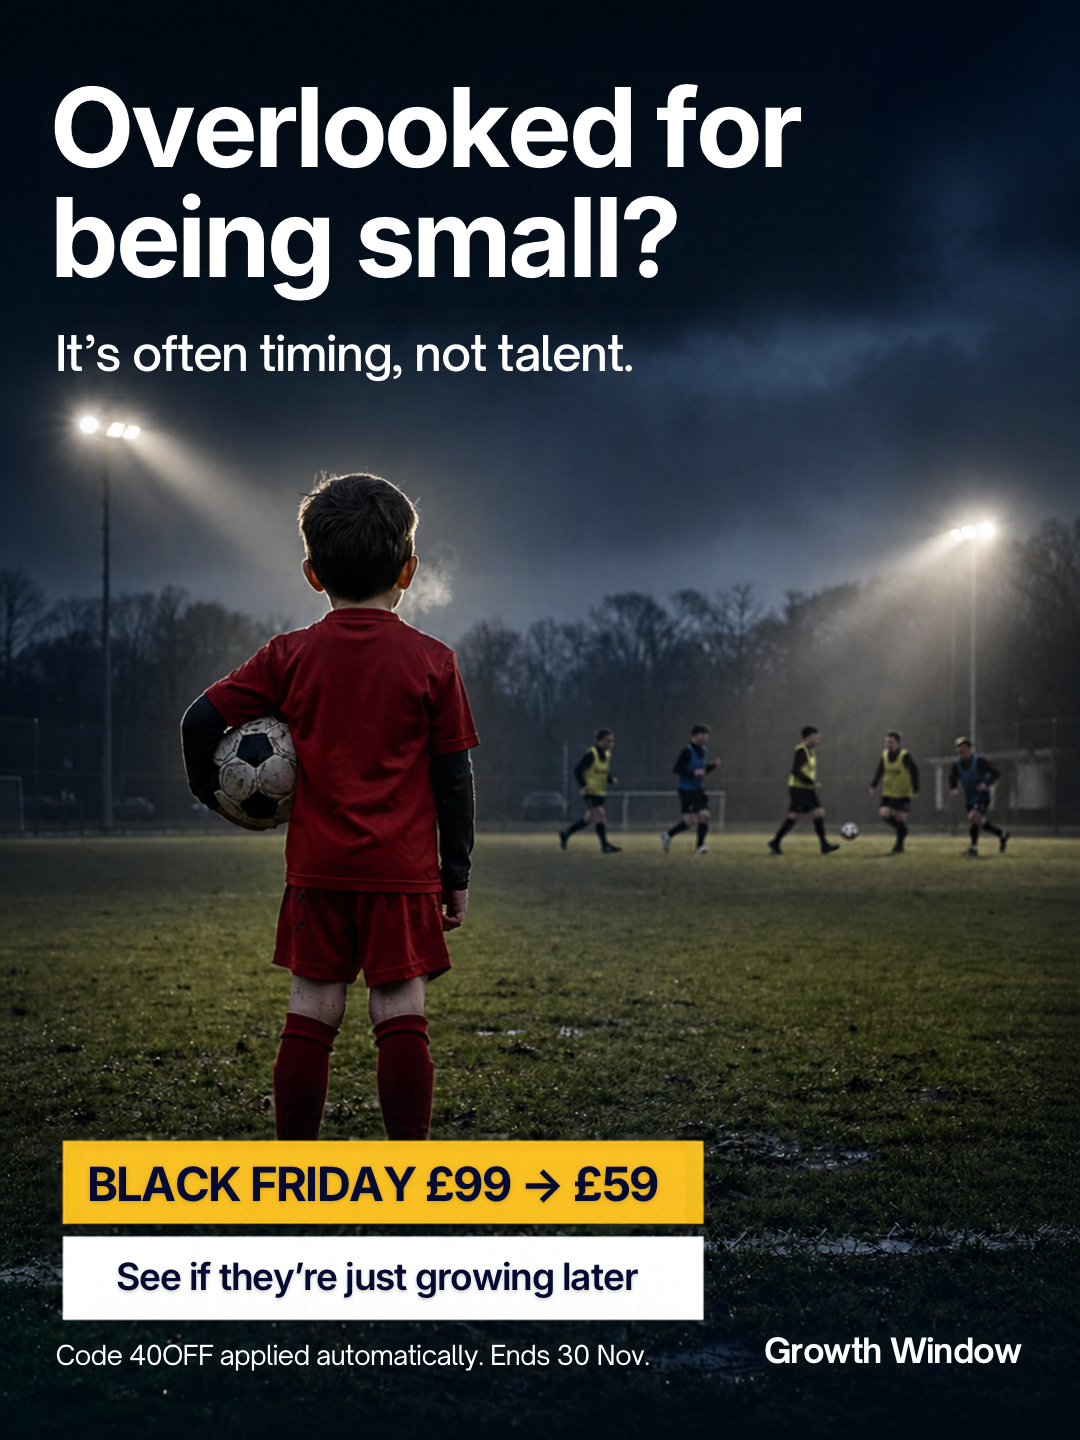 Overlooked for
being small?
It’s often timing, not talent.
BLACK FRIDAY £99 → £59
See if they’re just growing later
Code 40OFF applied automatically. Ends 30 Nov.
Growth Window